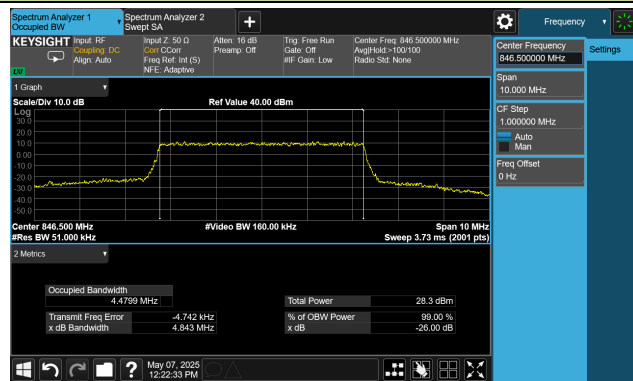 Spectrum Analyzer 1
Occupied BW
Spectrum Analyzer 2
Swept SA
Frequency
KEYSIGHT
Input: RF
Coupling: DC
Align: Auto
Input Z: 50 Ω
Corr CCorr
Freq Ref: Int (S)
NFE: Adaptive
Atten: 16 dB
Preamp: Off
Trig: Free Run
Gate: Off
#IF Gain: Low
Center Freq: 846.500000 MHz
Avg|Hold:>100/100
Radio Std: None
LXI
Center Frequency
846.500000 MHz
Settings
Span
10.000 MHz
CF Step
1.000000 MHz
Auto
Man
Freq Offset
0 Hz
1 Graph
Scale/Div 10.0 dB
Ref Value 40.00 dBm
Log
30.0
20.0
10.0
0.00
-10.0
-20.0
-30.0
-40.0
-50.0
Center 846.500 MHz
#Res BW 51.000 kHz
#Video BW 160.00 kHz
Span 10 MHz
Sweep 3.73 ms (2001 pts)
2 Metrics
Occupied Bandwidth
4.4799 MHz
Total Power 28.3 dBm
Transmit Freq Error -4.742 kHz
% of OBW Power 99.00 %
x dB Bandwidth 4.843 MHz
x dB -26.00 dB
May 07, 2025
12:22:33 PM